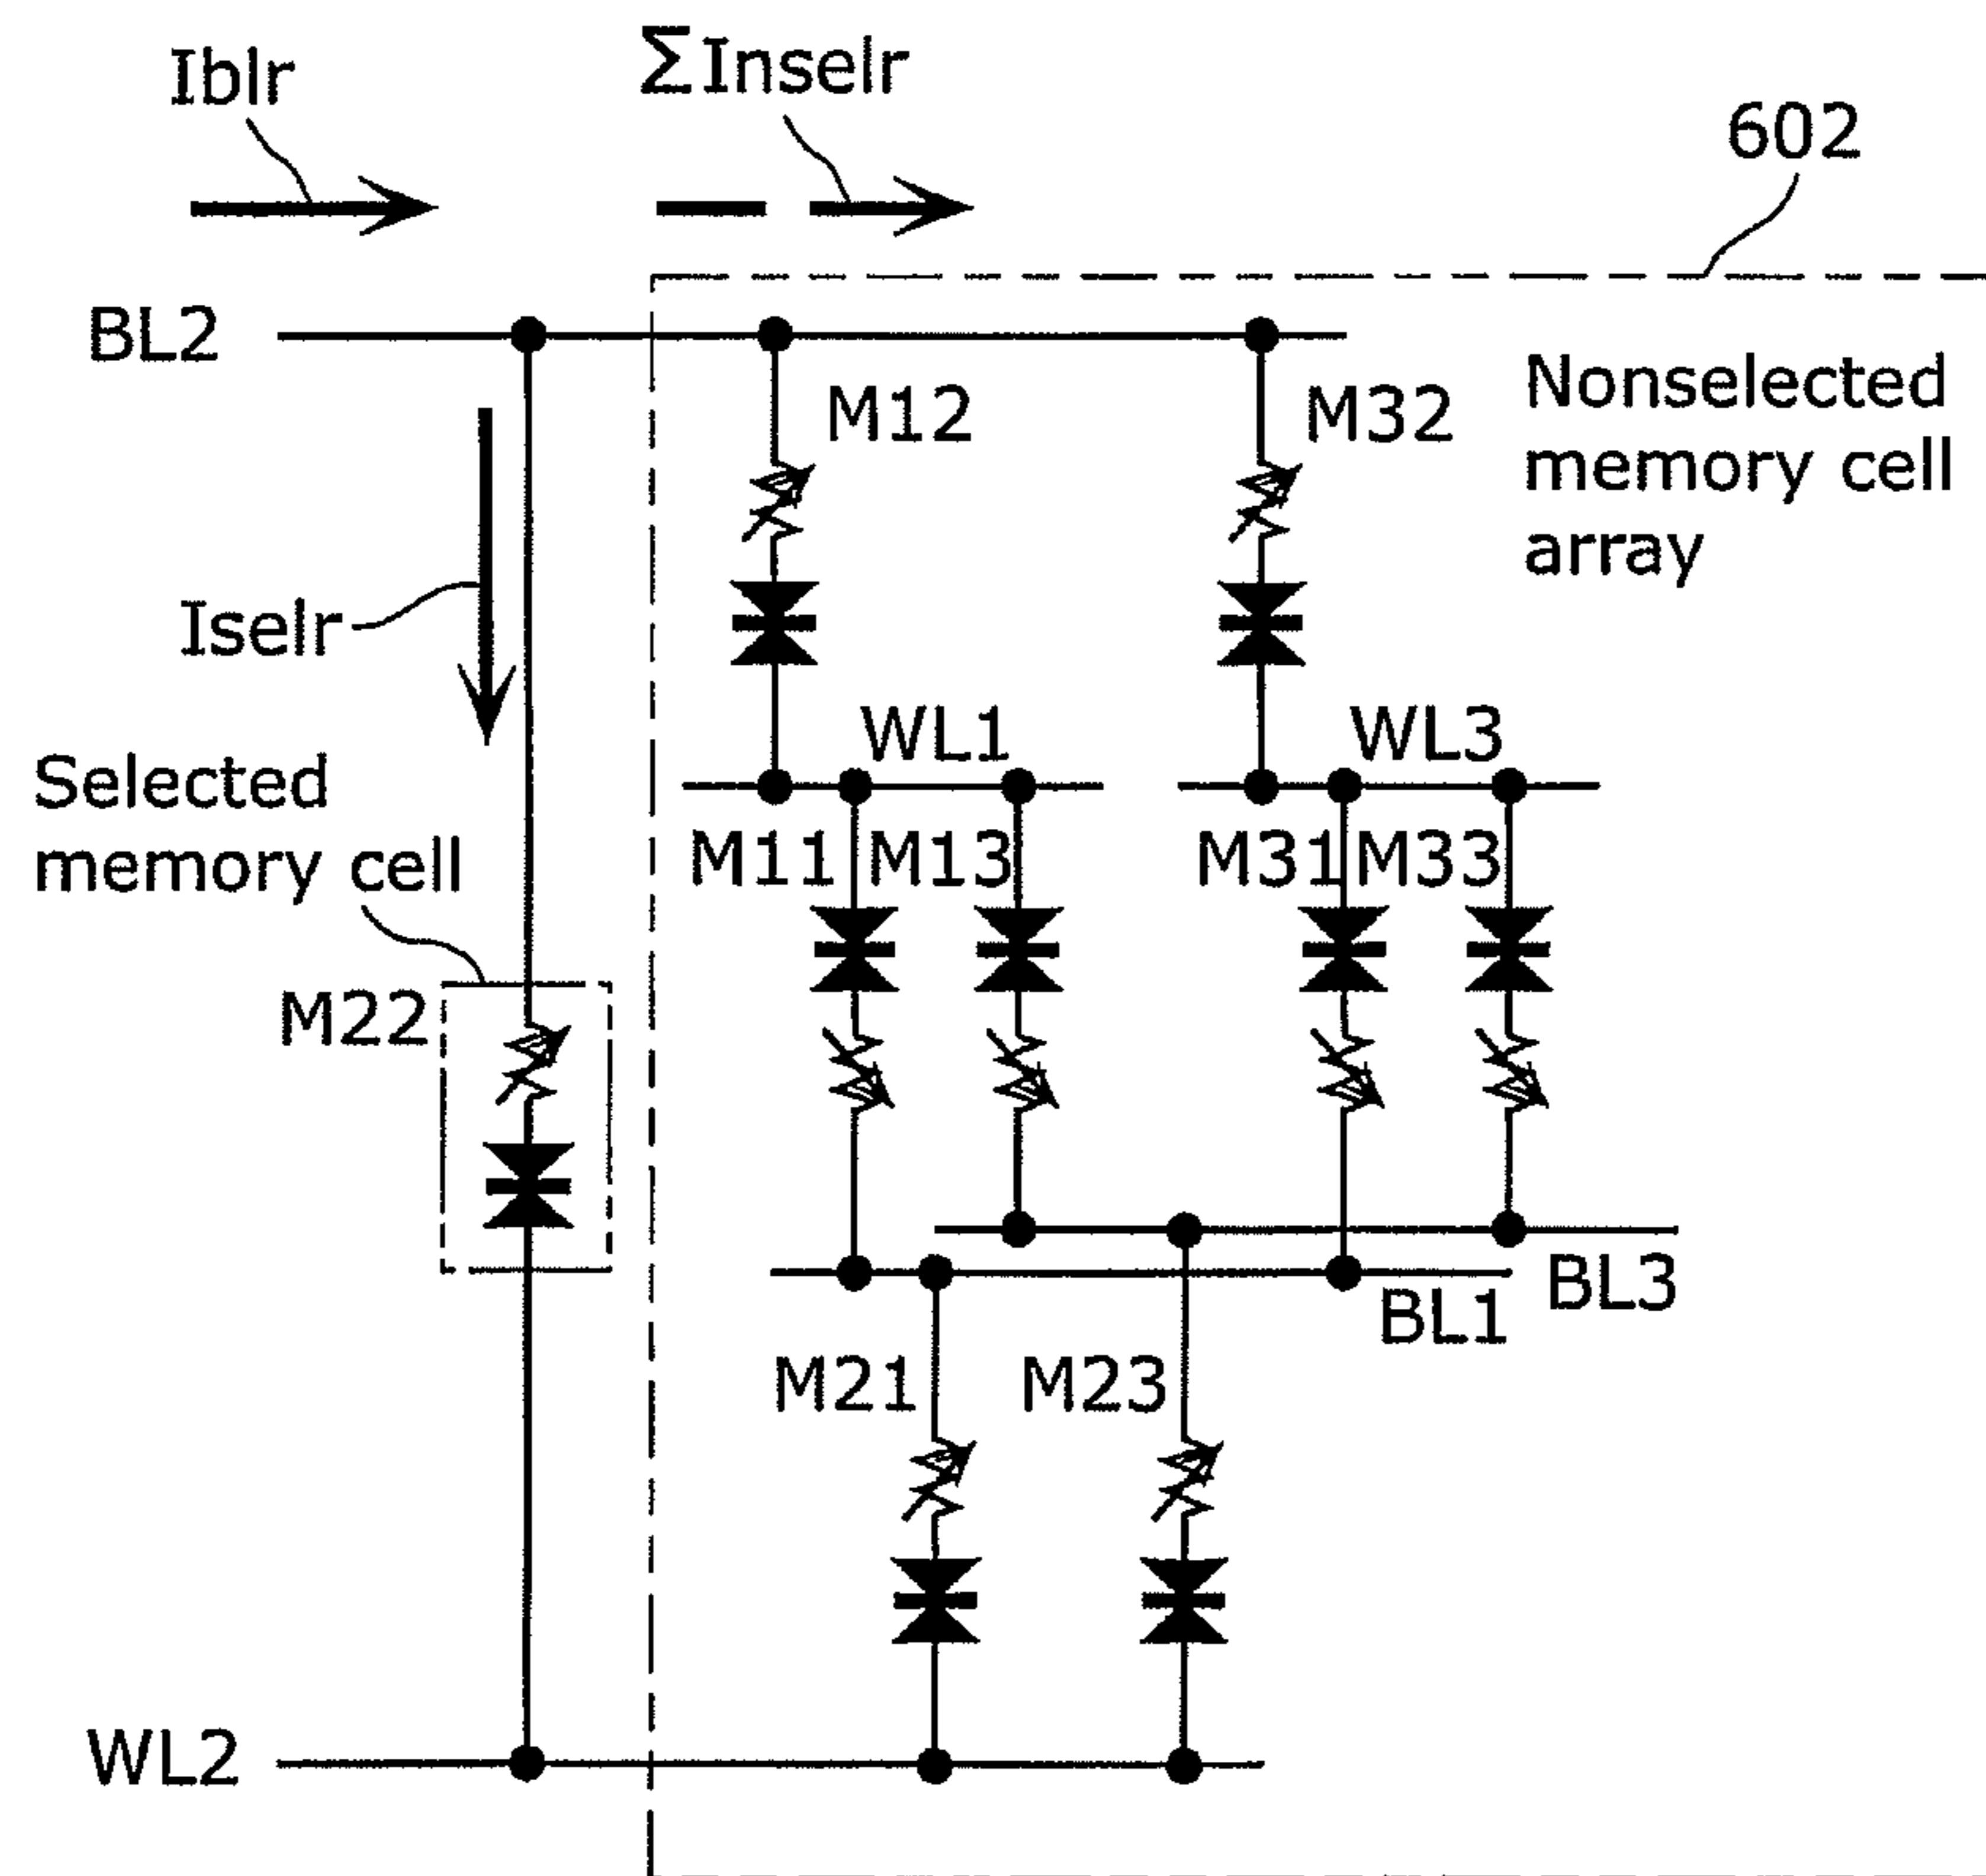 Iblr
ΣInselr
602
BL2
Nonselected
memory cell
array
M12
M32
Iselr
WL1
WL3
Selected
memory cell
M11
M13
M31
M33
M22
BL3
BL1
M21
M23
WL2